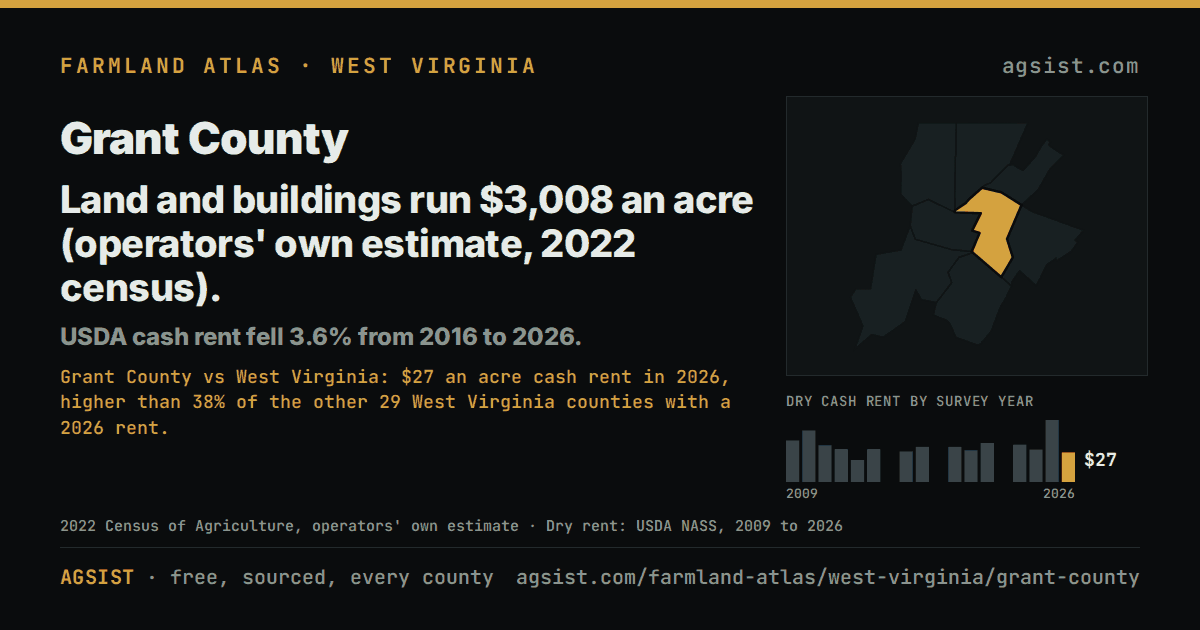 FARMLAND ATLAS · WEST VIRGINIA
agsist.com
Grant County
Land and buildings run $3,008 an acre
(operators' own estimate, 2022
census).
USDA cash rent fell 3.6% from 2016 to 2026.
Grant County vs West Virginia: $27 an acre cash rent in 2026,
higher than 38% of the other 29 West Virginia counties with a
2026 rent.
DRY CASH RENT BY SURVEY YEAR
$27
2009
2026
2022 Census of Agriculture, operators' own estimate · Dry rent: USDA NASS, 2009 to 2026
AGSIST · free, sourced, every county
agsist.com/farmland-atlas/west-virginia/grant-county